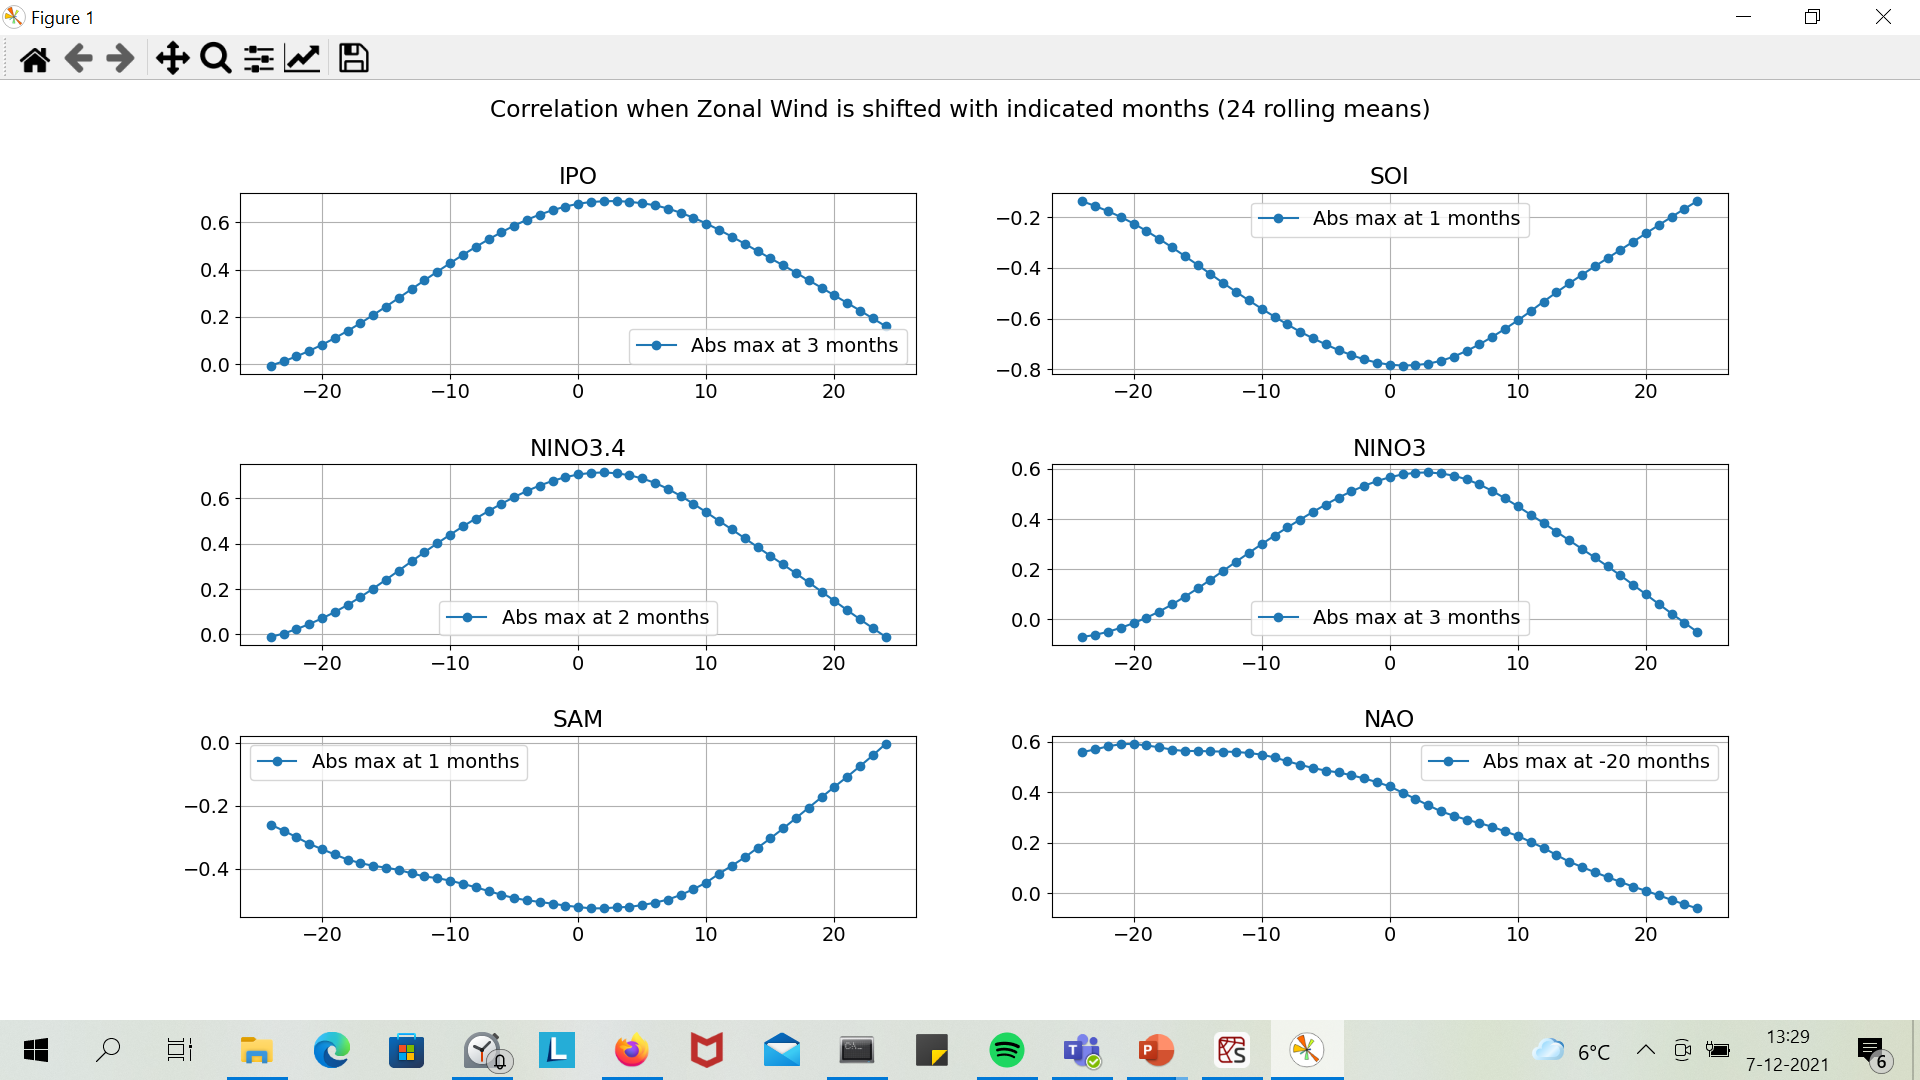 Figure 1
Correlation when Zonal Wind is shifted with indicated months (24 rolling means)
IPO
0.6
0.4
0.2
0.0
Abs max at 3 months
−20 −10 0 10 20
SOI
−0.2
−0.4
−0.6
−0.8
Abs max at 1 months
−20 −10 0 10 20
NINO3.4
0.6
0.4
0.2
0.0
Abs max at 2 months
−20 −10 0 10 20
NINO3
0.6
0.4
0.2
0.0
Abs max at 3 months
−20 −10 0 10 20
SAM
0.0
−0.2
−0.4
Abs max at 1 months
−20 −10 0 10 20
NAO
0.6
0.4
0.2
0.0
Abs max at -20 months
−20 −10 0 10 20
L
C:\_
T
P
S
6°C
13:29
7-12-2021
6